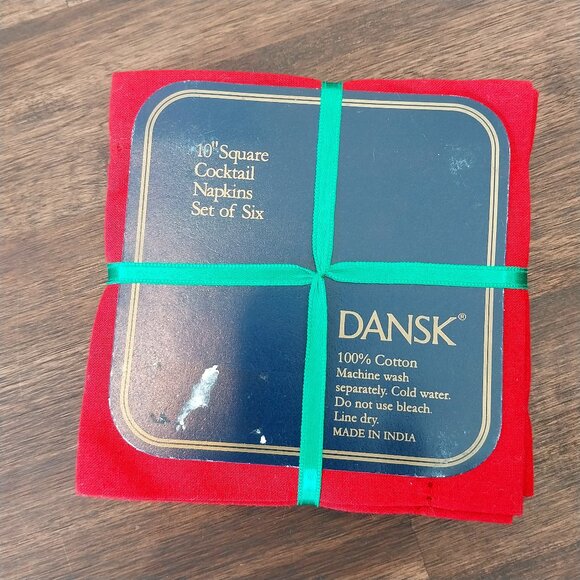 10" Square
Cocktail
Napkins
Set of Six
DANSK®
100% Cotton
Machine wash
separately. Cold water.
Do not use bleach.
Line dry.
MADE IN INDIA